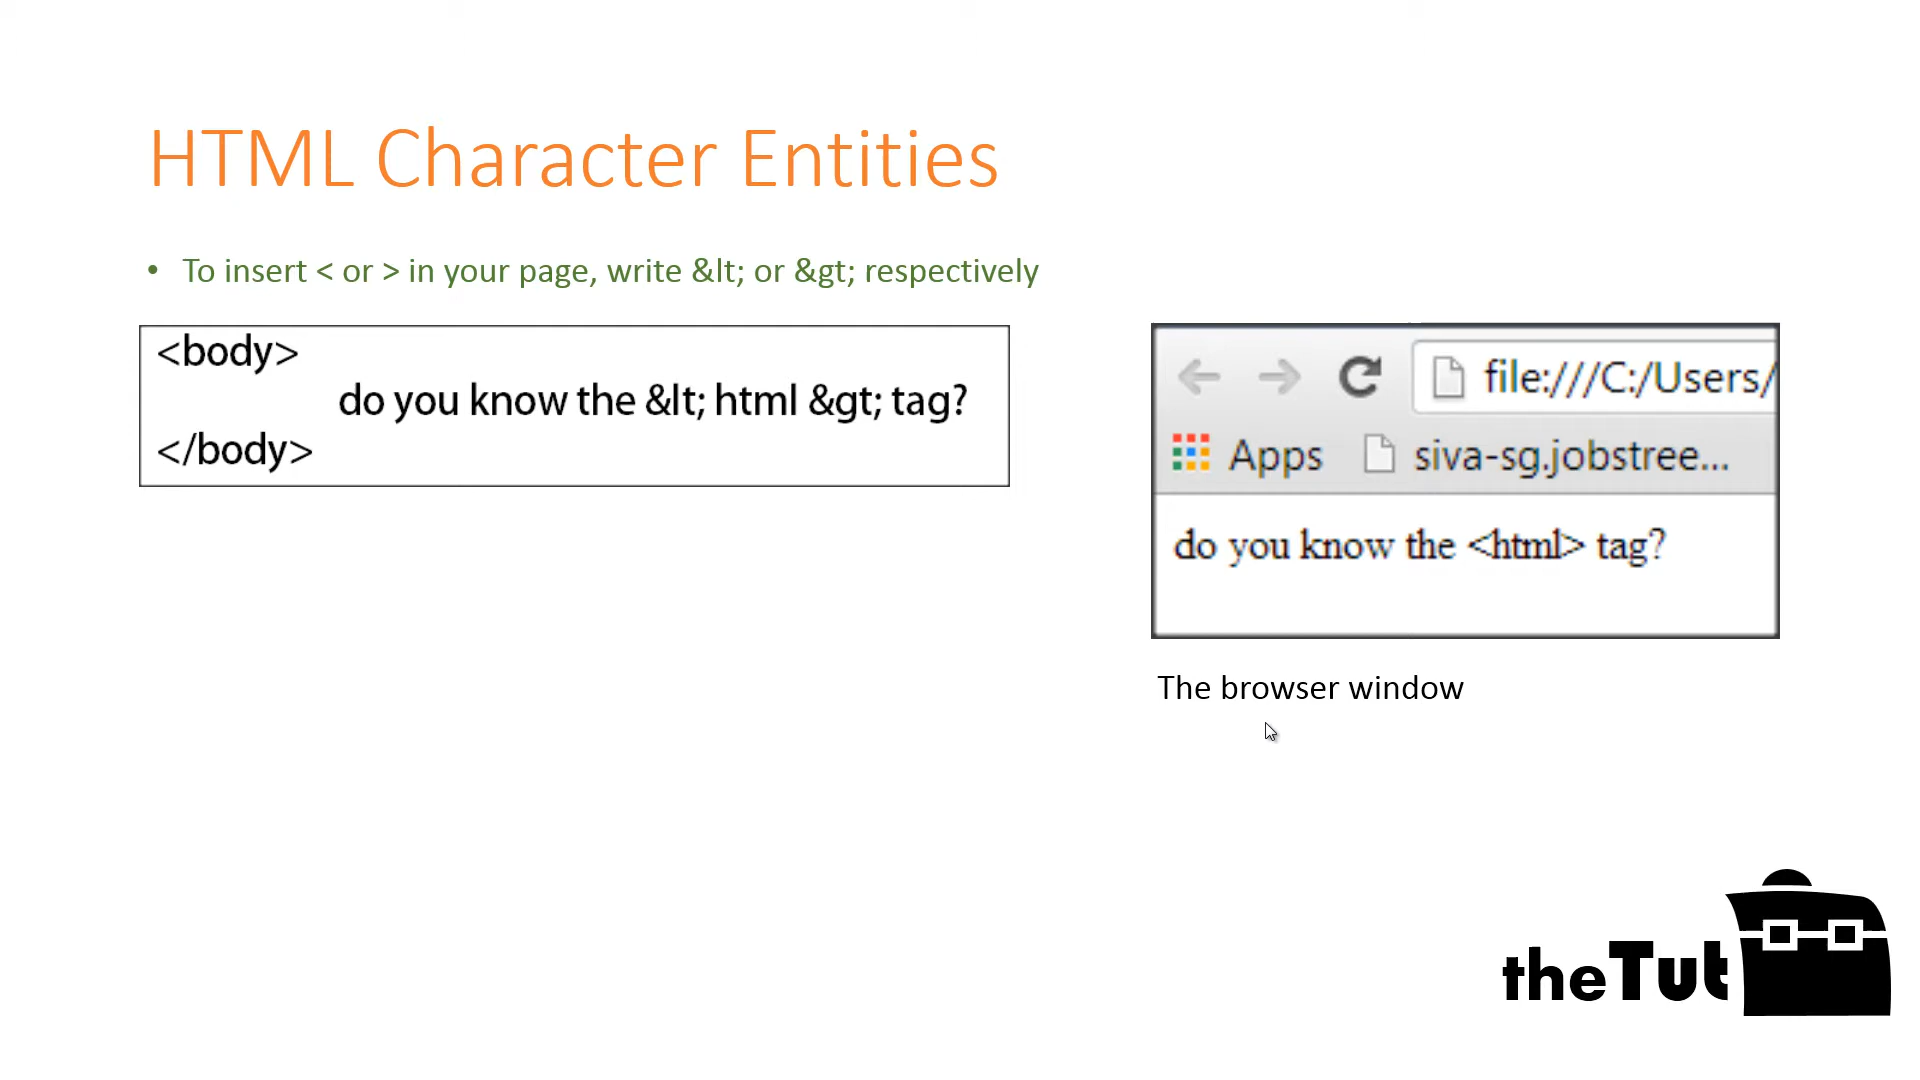 HTML Character Entities
• To insert < or > in your page, write &lt; or &gt; respectively
<body>
do you know the &lt; html &gt; tag?
</body>
file:///C:/Users/
Apps siva-sg.jobstree...
do you know the <html> tag?
The browser window
theTut